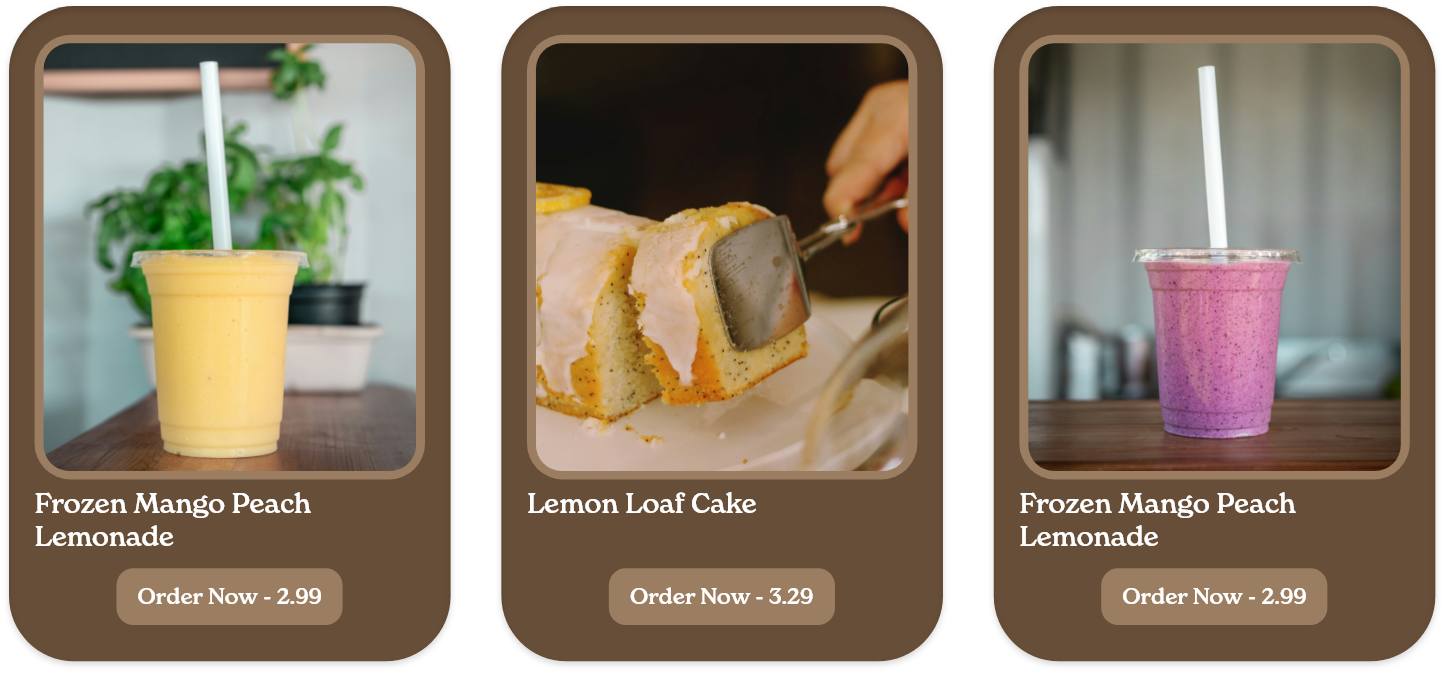 Frozen Mango Peach
Lemonade
Order Now - 2.99
Lemon Loaf Cake
Order Now - 3.29
Frozen Mango Peach
Lemonade
Order Now - 2.99